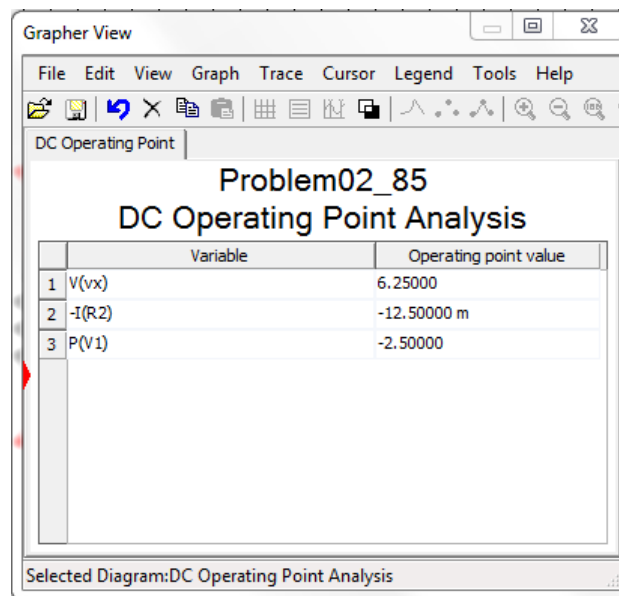 Grapher View
File Edit View Graph Trace Cursor Legend Tools Help
DC Operating Point
Problem02_85
DC Operating Point Analysis
Variable Operating point value
1 V(vx) 6.25000
2 -I(R2) -12.50000 m
3 P(V1) -2.50000
Selected Diagram:DC Operating Point Analysis